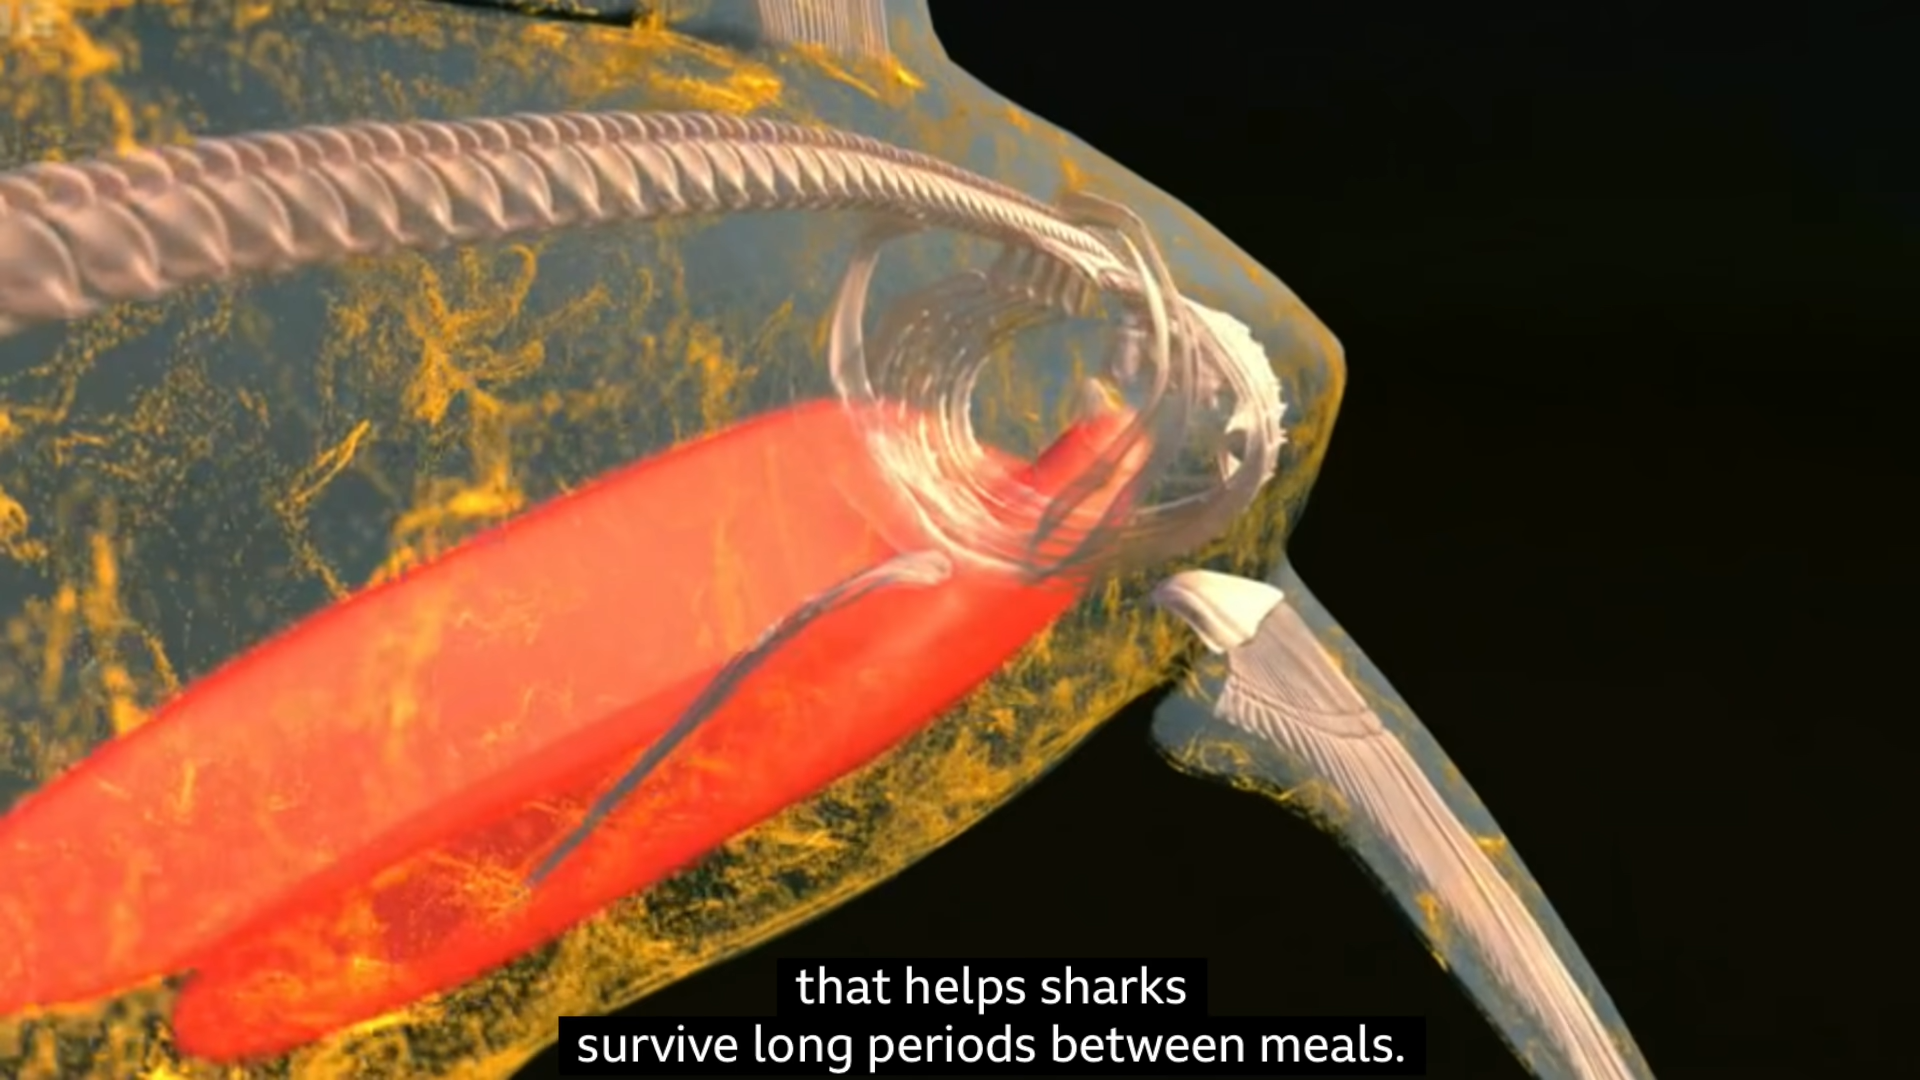 that helps sharks
survive long periods between meals.